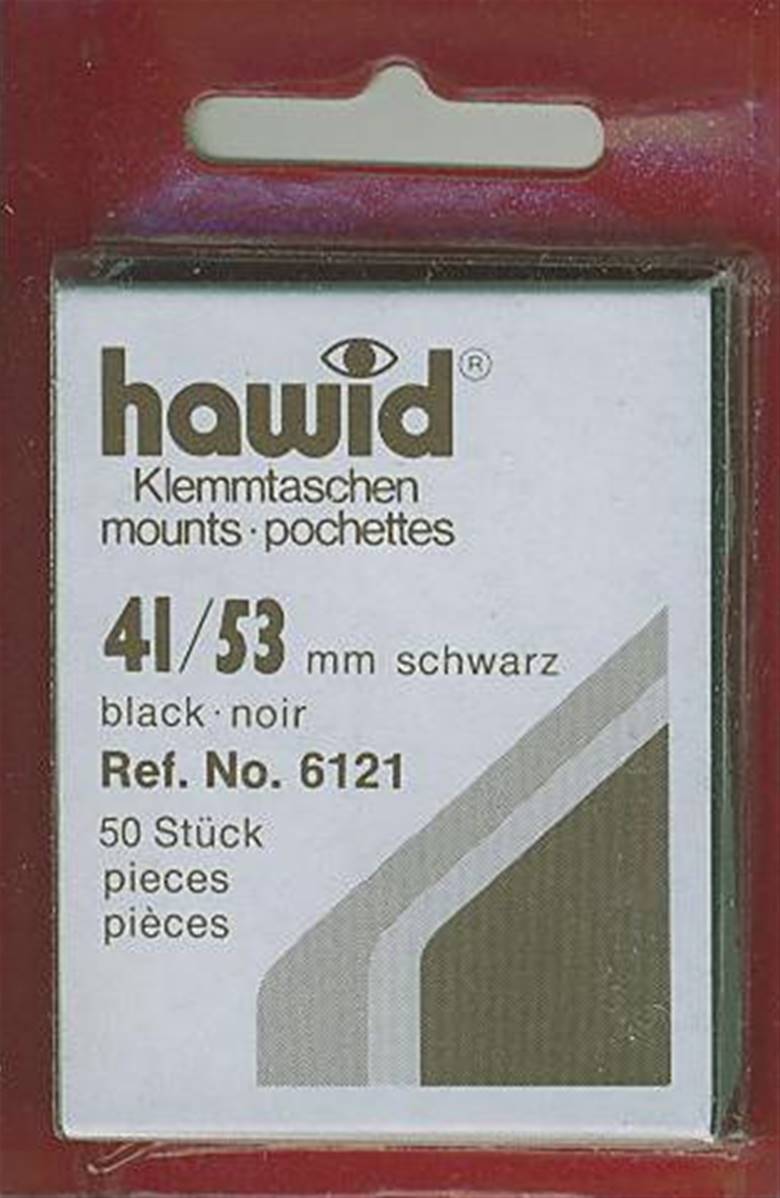 hawid®
Klemmtaschen
mounts · pochettes
41/53 mm schwarz
black · noir
Ref. No. 6121
50 Stück
pieces
pièces